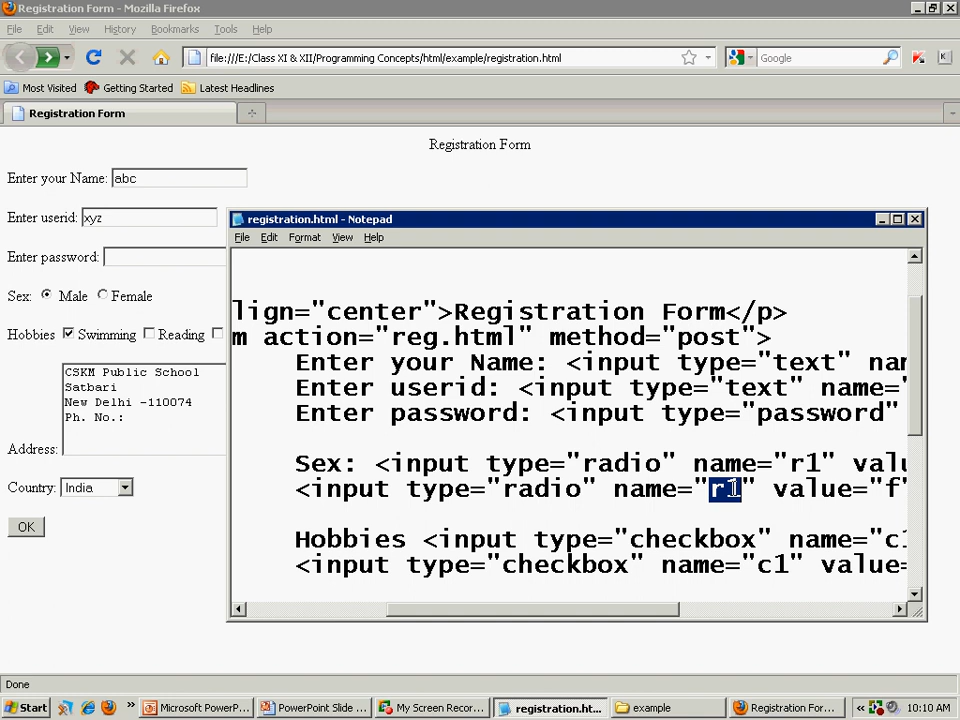 Registration Form - Mozilla Firefox
File Edit View History Bookmarks Tools Help
file:///E:/Class XI & XII/Programming Concepts/html/example/registration.html
Google
Most Visited Getting Started Latest Headlines
Registration Form
Registration Form
Enter your Name: abc
Enter userid: xyz
Enter password:
Sex: Male Female
Hobbies Swimming Reading
CSKM Public School
Satbari
New Delhi -110074
Ph. No.:
Address:
Country: India
OK
registration.html - Notepad
File Edit Format View Help
lign="center">Registration Form</p>
m action="reg.html" method="post">
Enter your Name: <input type="text" nam
Enter userid: <input type="text" name="
Enter password: <input type="password"
Sex: <input type="radio" name="r1" valu
<input type="radio" name="r1" value="f"
Hobbies <input type="checkbox" name="c1
<input type="checkbox" name="c1" value=
Done
Start » Microsoft PowerP... PowerPoint Slide ... My Screen Recor... registration.ht... example Registration For... « 10:10 AM